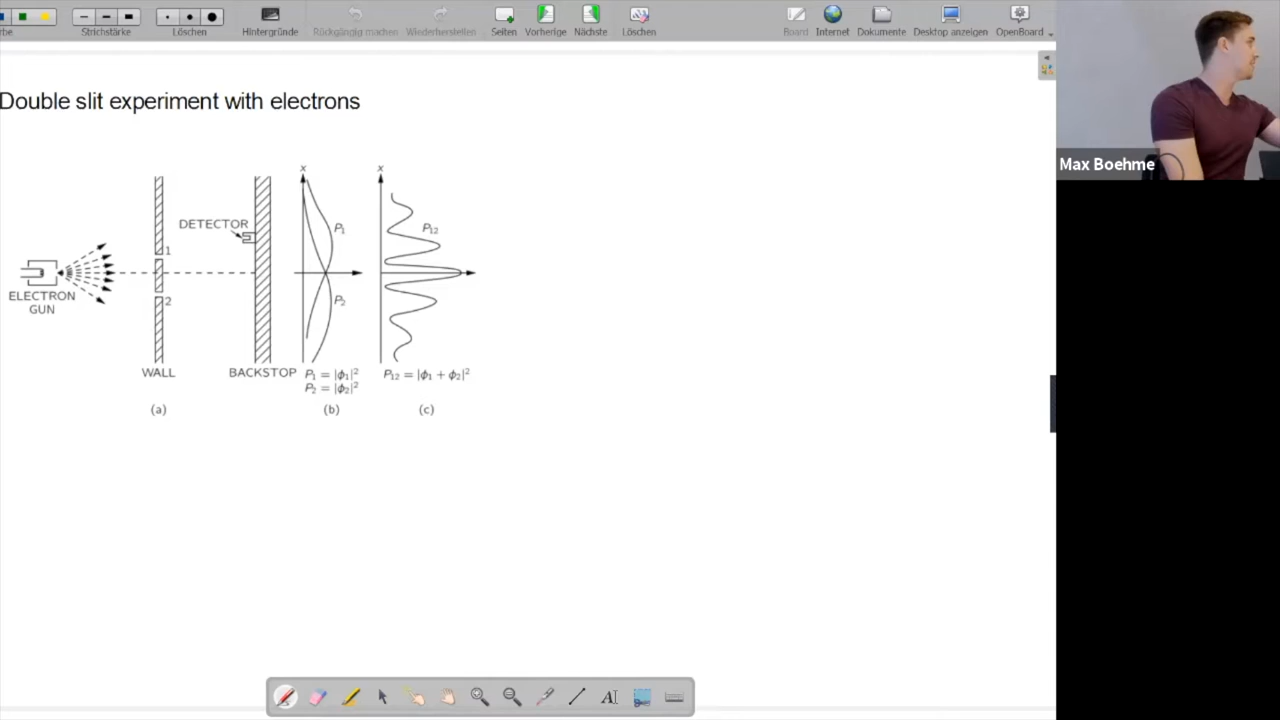 rbe
Strichstärke
Löschen
Hintergründe
Rückgängig machen
Wiederherstellen
Seiten
Vorherige
Nächste
Löschen
Board
Internet
Dokumente
Desktop anzeigen
OpenBoard
Double slit experiment with electrons
Max Boehme
x
x
DETECTOR
P₁
P₁₂
1
ELECTRON
GUN
2
P₂
WALL
BACKSTOP
P₁ = |ϕ₁|²
P₂ = |ϕ₂|²
P₁₂ = |ϕ₁ + ϕ₂|²
(a)
(b)
(c)